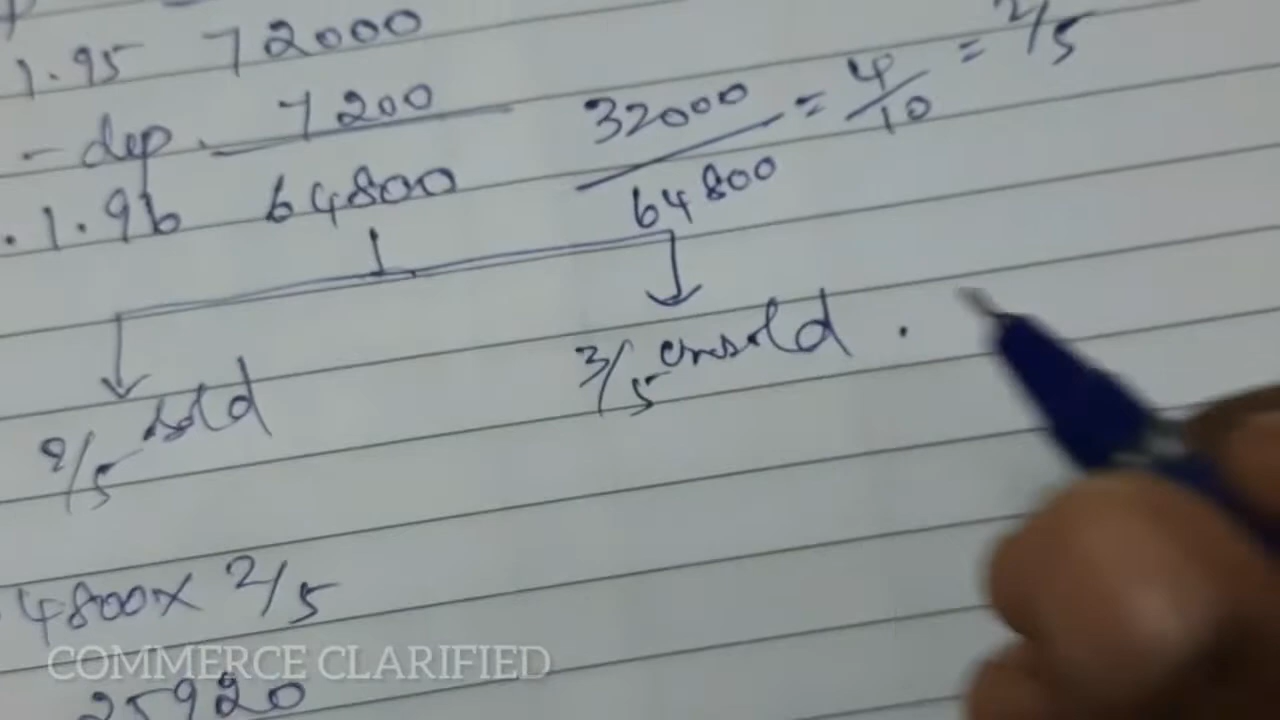 1.95 72000
- dep. 7200
.1.96 64800
32000 / 64800 = 4/10 = 2/5
2/5 sold
3/5 unsold .
4800 x 2/5
25920
COMMERCE CLARIFIED